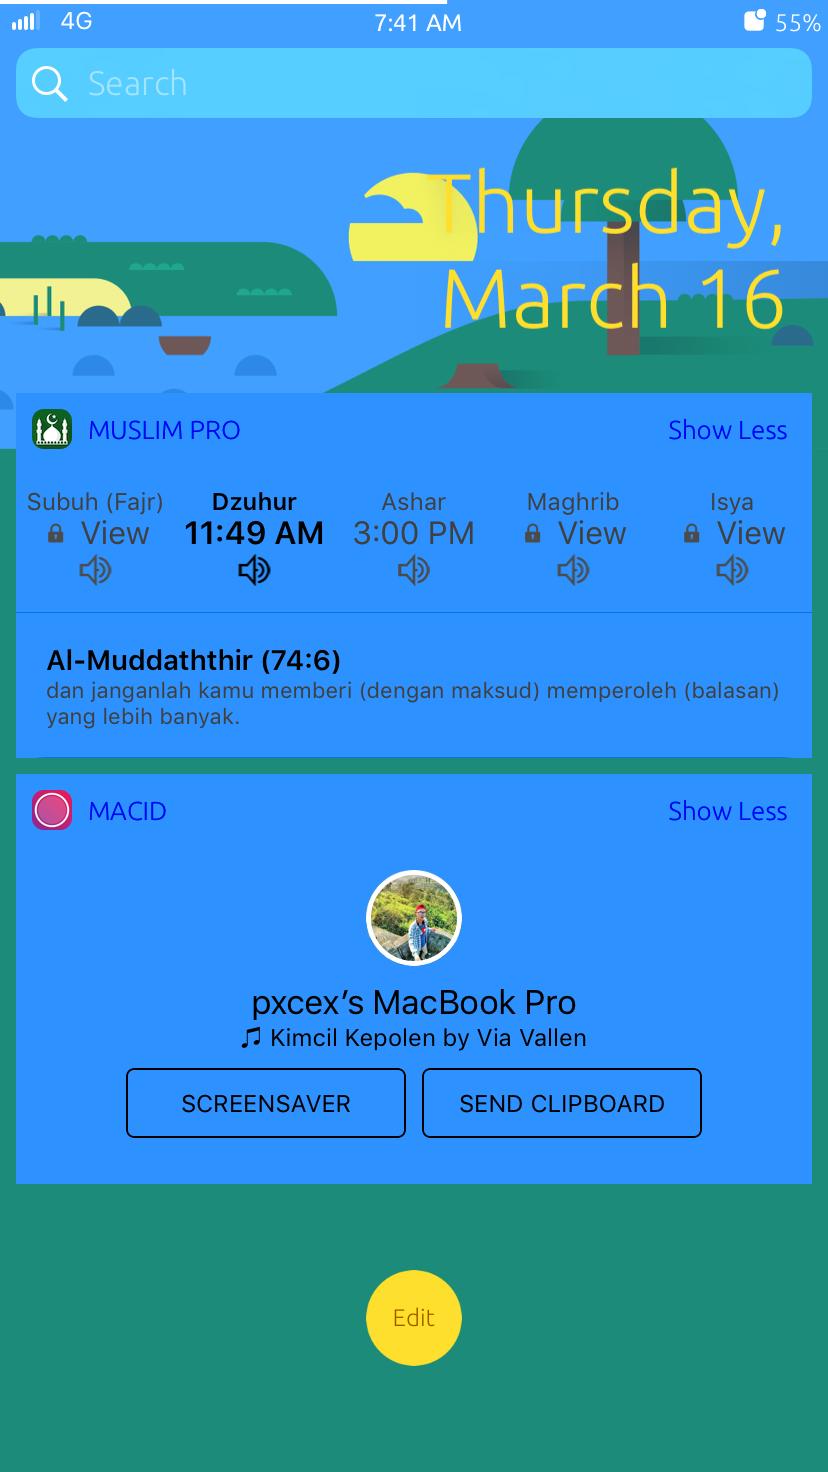 4G 7:41 AM 55%
Search
Thursday,
March 16
MUSLIM PRO Show Less
Subuh (Fajr) Dzuhur Ashar Maghrib Isya
View 11:49 AM 3:00 PM View View
Al-Muddaththir (74:6)
dan janganlah kamu memberi (dengan maksud) memperoleh (balasan)
yang lebih banyak.
MACID Show Less
pxcex’s MacBook Pro
Kimcil Kepolen by Via Vallen
SCREENSAVER SEND CLIPBOARD
Edit